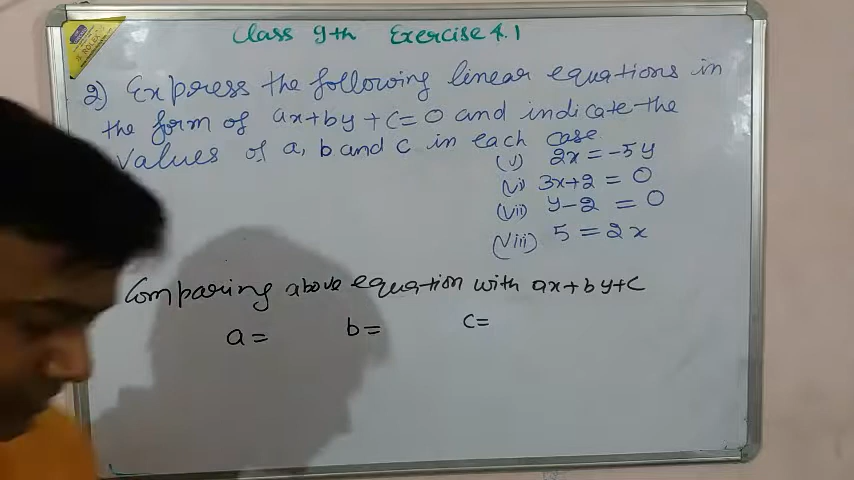 Class 9th Exercise 4.1
2) Express the following linear equations in
the form of ax+by+c=0 and indicate the
values of a, b and c in each case
(v) 2x = -5y
(vi) 3x+2 = 0
(vii) y-2 = 0
(viii) 5 = 2x
Comparing above equation with ax+by+c
a= b= c=